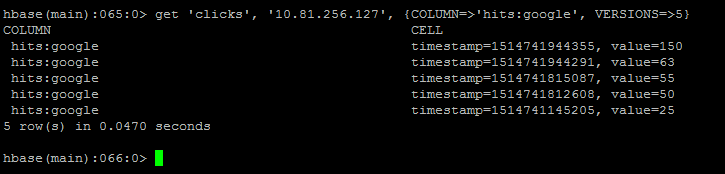 hbase(main):065:0> get 'clicks', '10.81.256.127', {COLUMN=>'hits:google', VERSIONS=>5}
COLUMN CELL
hits:google timestamp=1514741944355, value=150
hits:google timestamp=1514741944291, value=63
hits:google timestamp=1514741815087, value=55
hits:google timestamp=1514741812608, value=50
hits:google timestamp=1514741145205, value=25
5 row(s) in 0.0470 seconds
hbase(main):066:0>